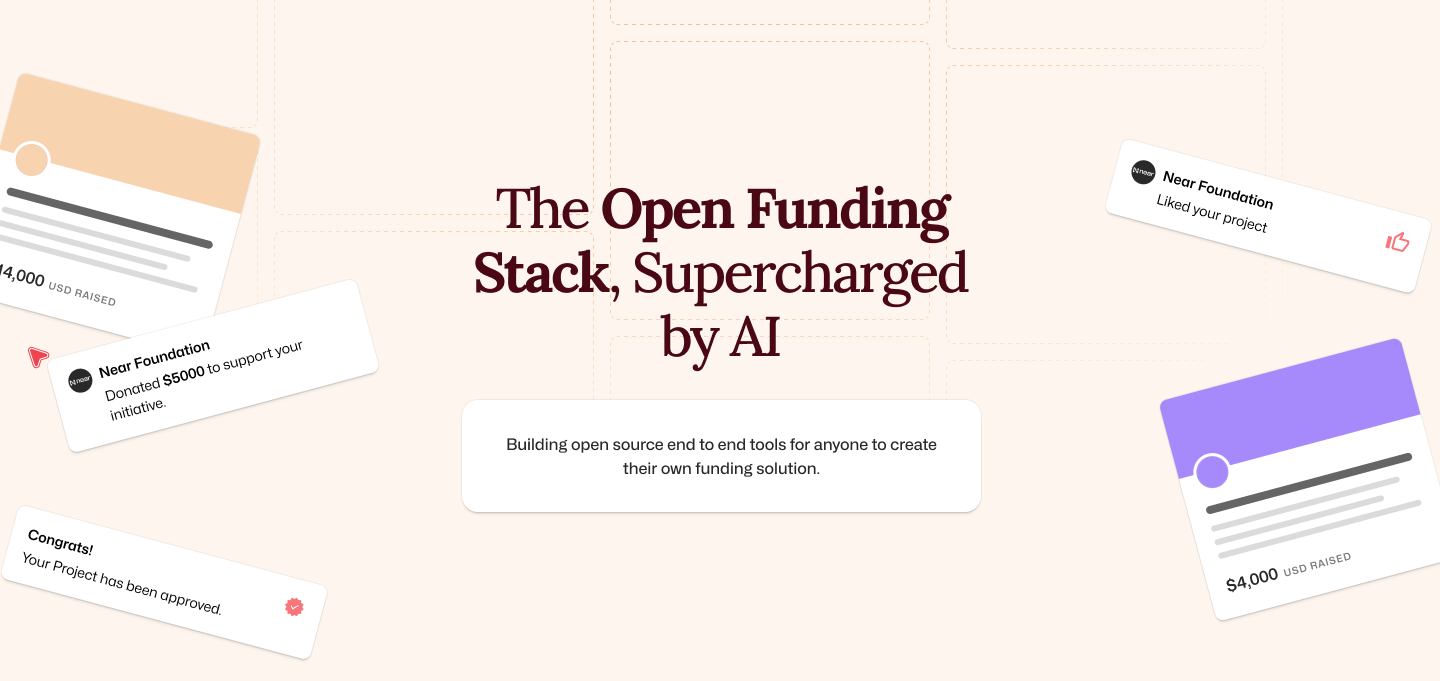 The Open Funding
Stack, Supercharged
by AI
Building open source end to end tools for anyone to create
their own funding solution.
4,000 USD RAISED
near
Near Foundation
Donated $5000 to support your
initiative.
Congrats!
Your Project has been approved.
near
Near Foundation
Liked your project
$4,000 USD RAISED